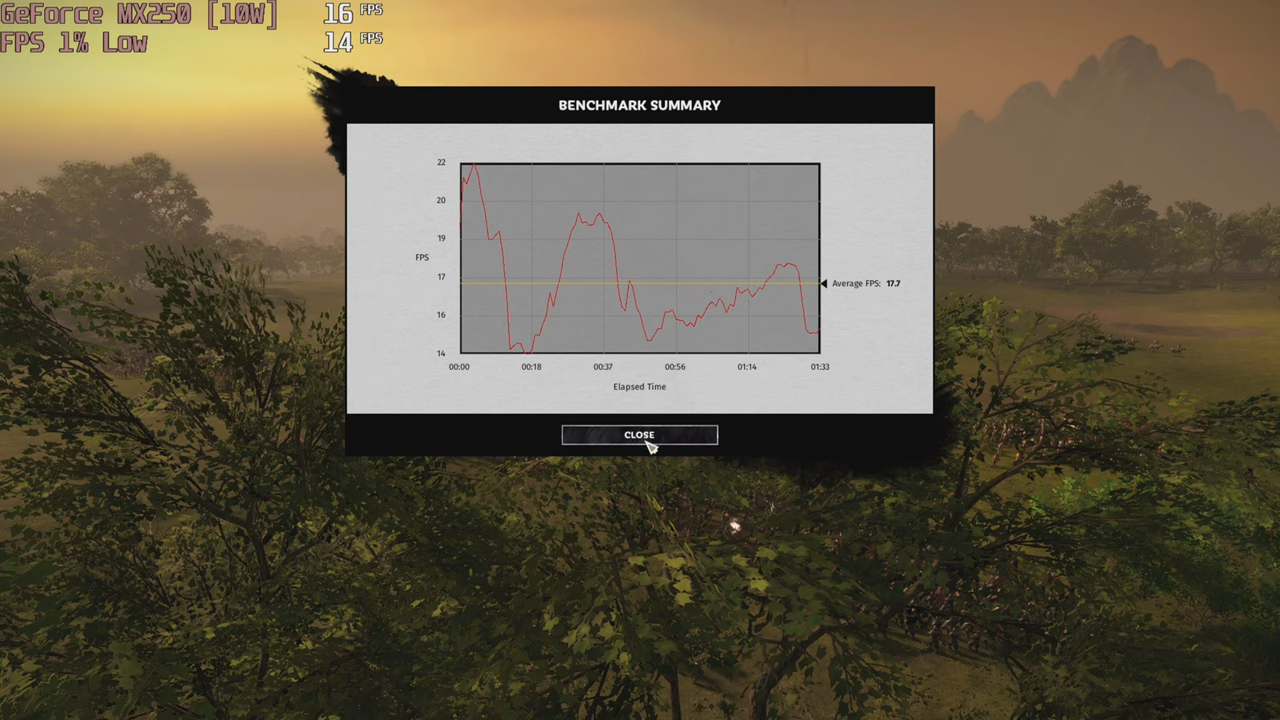 GeForce MX250 [10W] 16 FPS
FPS 1% Low 14 FPS
BENCHMARK SUMMARY
22
20
19
FPS
17
Average FPS: 17.7
16
14
00:00 00:18 00:37 00:56 01:14 01:33
Elapsed Time
CLOSE